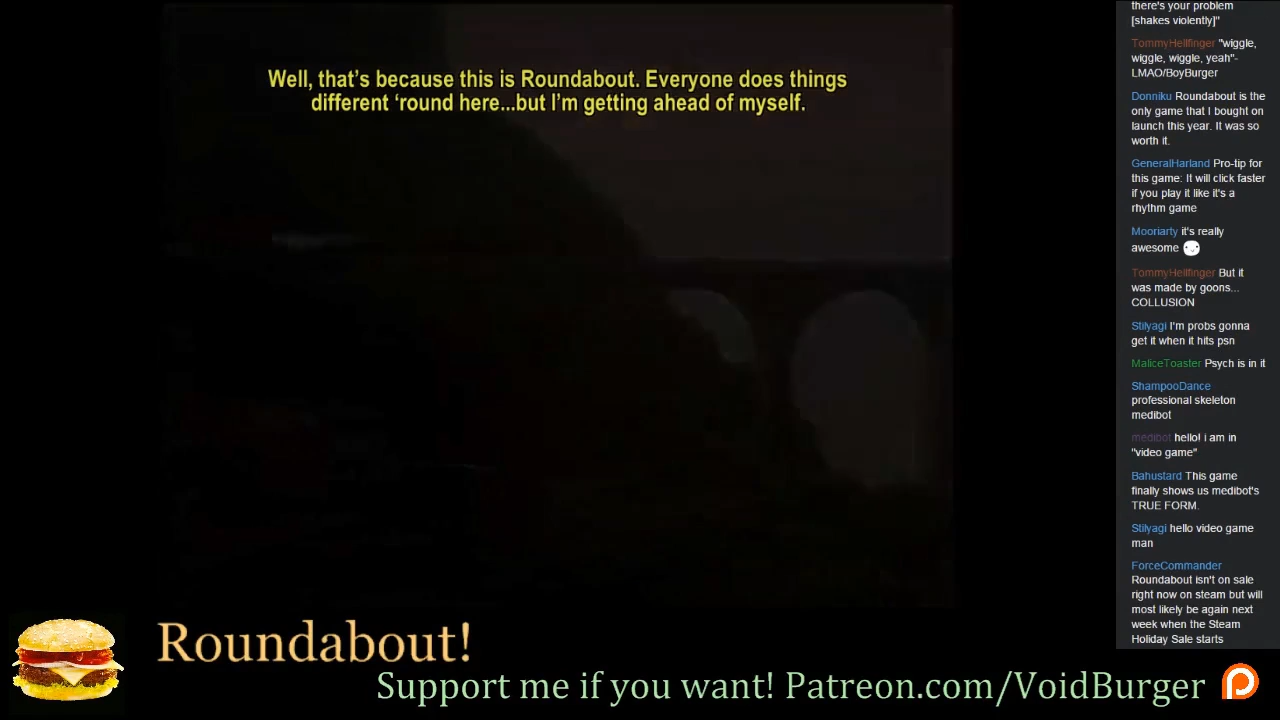 Well, that's because this is Roundabout. Everyone does things
different ‘round here...but I'm getting ahead of myself.
there's your problem
[shakes violently]"
TommyHellfinger "wiggle,
wiggle, wiggle, yeah"-
LMAO/BoyBurger
Donniku Roundabout is the
only game that I bought on
launch this year. It was so
worth it.
GeneralHarland Pro-tip for
this game: It will click faster
if you play it like it's a
rhythm game
Mooriarty it's really
awesome
TommyHellfinger But it
was made by goons...
COLLUSION
Stilyagi I'm probs gonna
get it when it hits psn
MaliceToaster Psych is in it
ShampooDance
professional skeleton
medibot
medibot hello! i am in
"video game"
Bahustard This game
finally shows us medibot's
TRUE FORM.
Stilyagi hello video game
man
ForceCommander
Roundabout isn't on sale
right now on steam but will
most likely be again next
week when the Steam
Holiday Sale starts
Roundabout!
Support me if you want! Patreon.com/VoidBurger